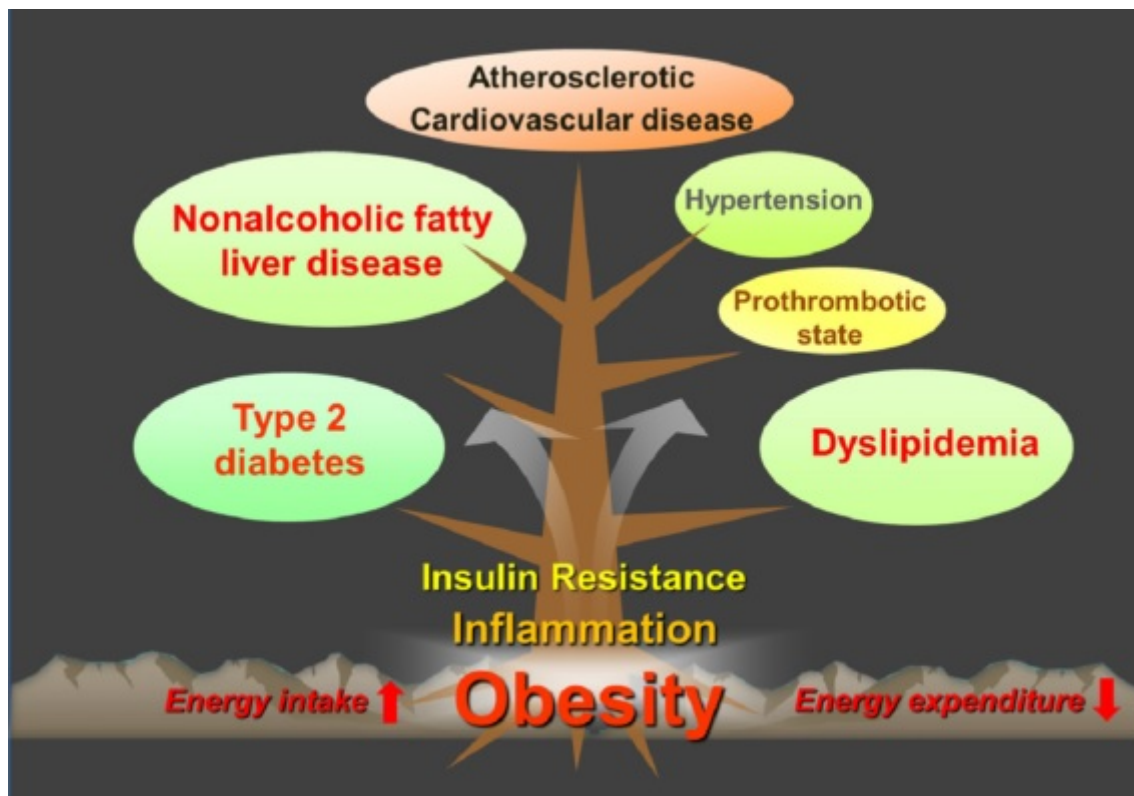 Atherosclerotic
Cardiovascular disease
Nonalcoholic fatty
liver disease
Hypertension
Prothrombotic
state
Type 2
diabetes
Dyslipidemia
Insulin Resistance
Inflammation
Energy intake
Obesity
Energy expenditure